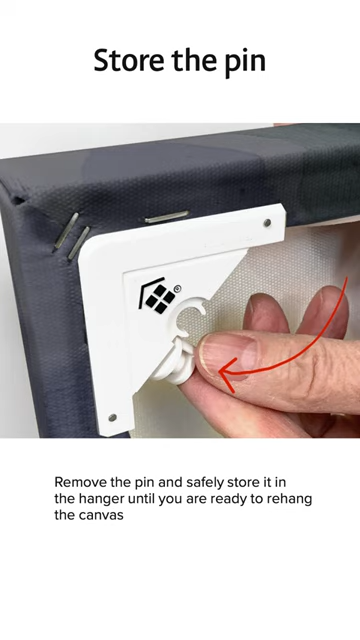 Store the pin
Remove the pin and safely store it in
the hanger until you are ready to rehang
the canvas